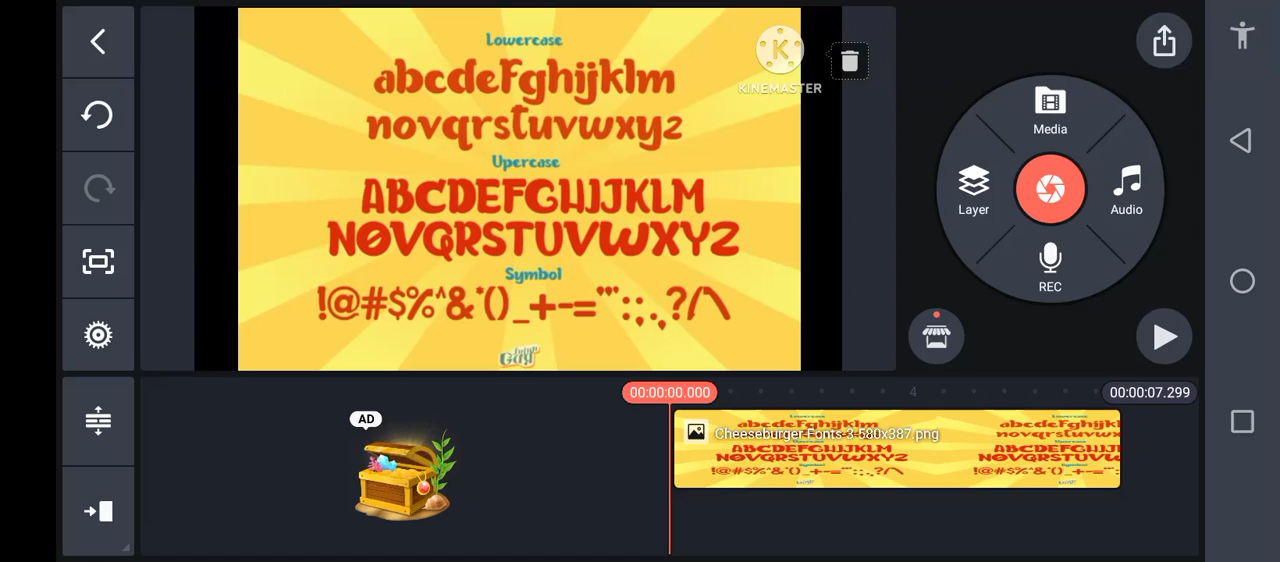 Lowercase
abcdeFghijklm
novqrstuvwxyz
Upercase
ABCDEFGHIJKLM
NOVQRSTUVWXYZ
Symbol
!@#$%^&*()_+-="":;.,?/\
KINEMASTER
Media
Layer
Audio
REC
00:00:00.000
4
00:00:07.299
AD
Cheeseburger-Fonts-3-580x387.png